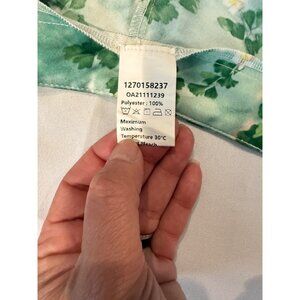 1270158237
OA21111239
Polyester: 100%
Maximum
Washing
Temperature 30°C